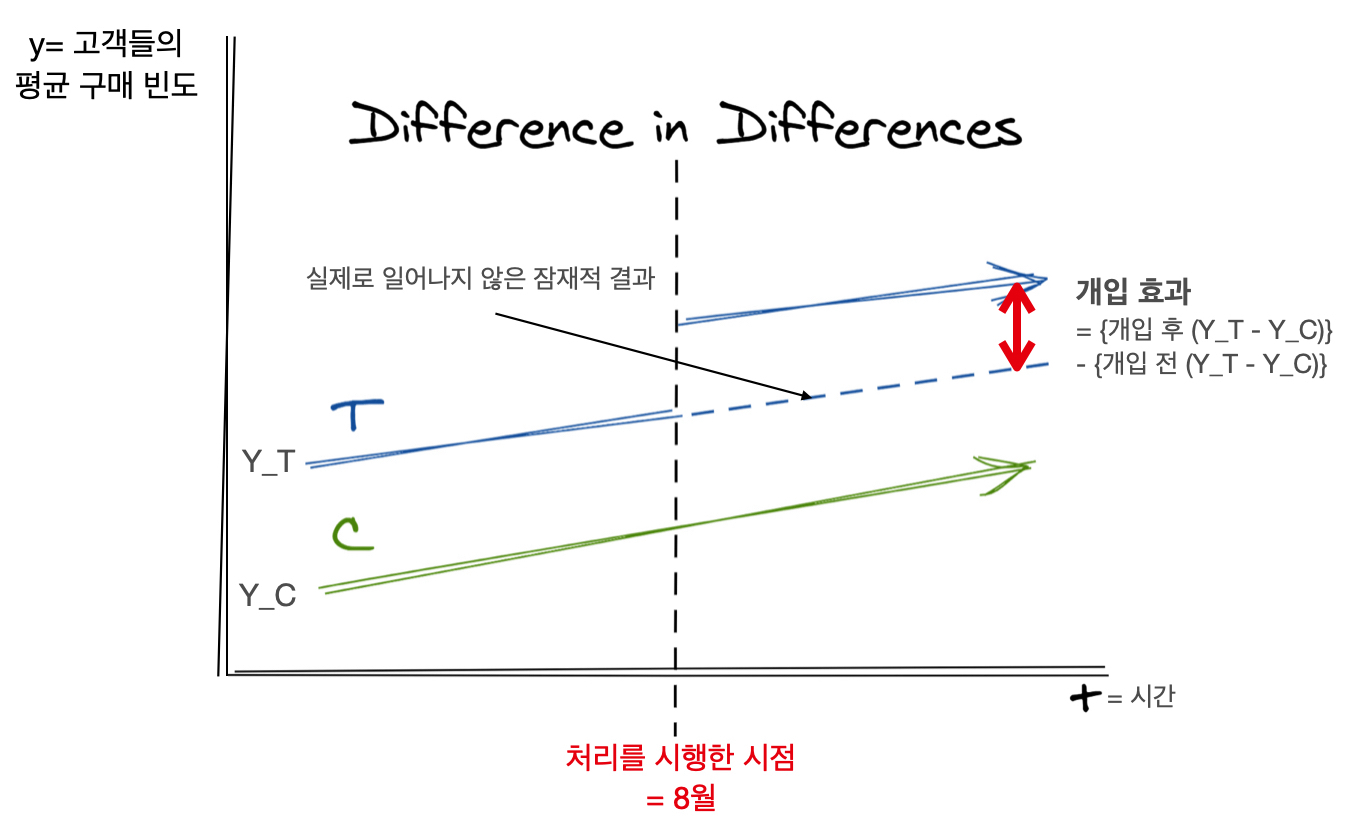 y= 고객들의
평균 구매 빈도
Difference in Differences
실제로 일어나지 않은 잠재적 결과
개입 효과
= {개입 후 (Y_T - Y_C)}
- {개입 전 (Y_T - Y_C)}
T
Y_T
C
Y_C
t = 시간
처리를 시행한 시점
= 8월